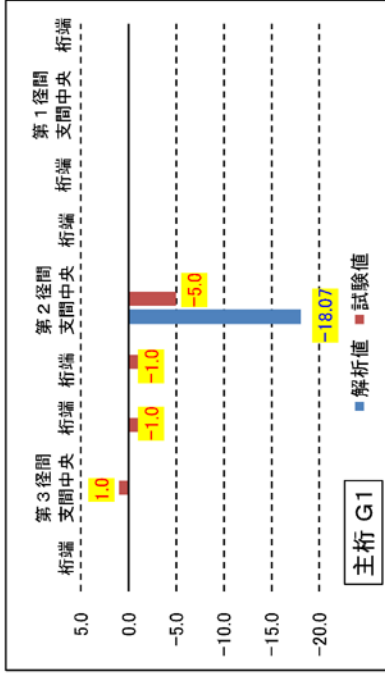 桁端
第３径間
支間中央
桁端
桁端
第２径間
支間中央
桁端
桁端
第１径間
支間中央
桁端
5.0
0.0
-5.0
-10.0
-15.0
-20.0
1.0
-1.0
-1.0
-18.07
-5.0
主桁 G1
解析値
試験値